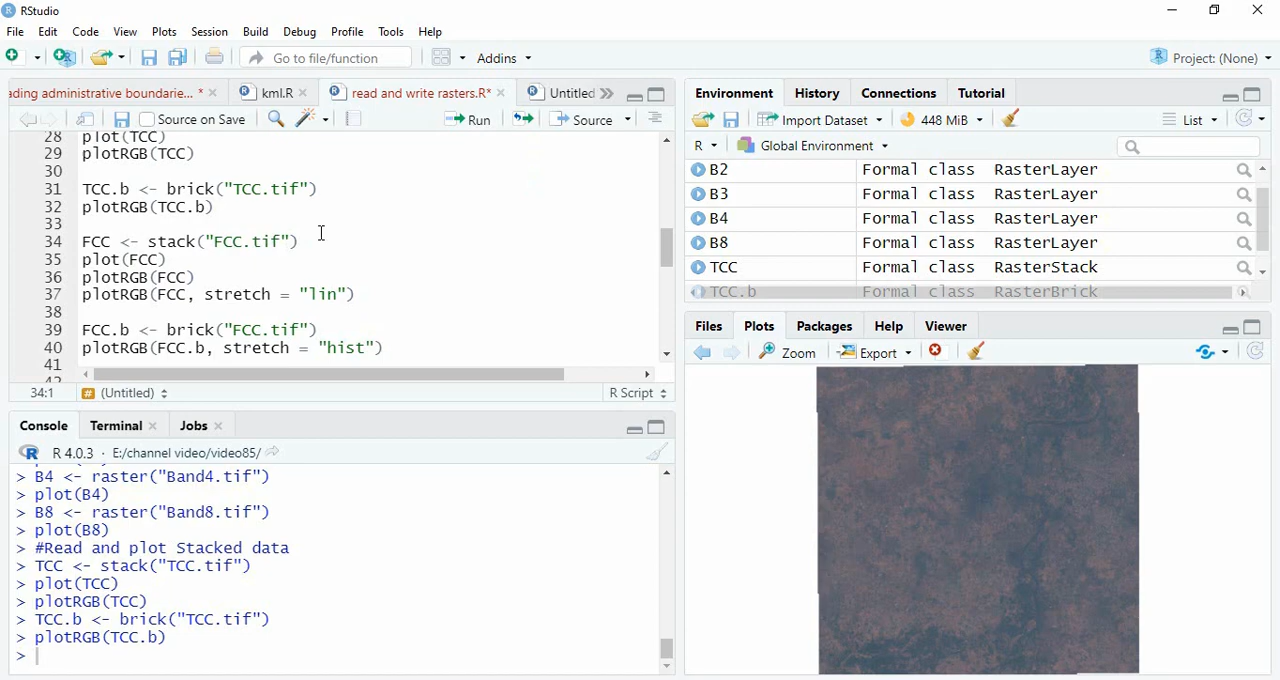 RStudio
File Edit Code View Plots Session Build Debug Profile Tools Help
Go to file/function Addins Project: (None)
ading administrative boundarie... * kml.R read and write rasters.R* Untitled
Source on Save Run Source
28 plot(TCC)
29 plotRGB(TCC)
30
31 TCC.b <- brick("TCC.tif")
32 plotRGB(TCC.b)
33
34 FCC <- stack("FCC.tif")
35 plot(FCC)
36 plotRGB(FCC)
37 plotRGB(FCC, stretch = "lin")
38
39 FCC.b <- brick("FCC.tif")
40 plotRGB(FCC.b, stretch = "hist")
41
42
34:1 (Untitled) R Script
Console Terminal Jobs
R 4.0.3 · E:/channel video/video85/
> B4 <- raster("Band4.tif")
> plot(B4)
> B8 <- raster("Band8.tif")
> plot(B8)
> #Read and plot Stacked data
> TCC <- stack("TCC.tif")
> plot(TCC)
> plotRGB(TCC)
> TCC.b <- brick("TCC.tif")
> plotRGB(TCC.b)
>
Environment History Connections Tutorial
Import Dataset 448 MiB List
R Global Environment
B2 Formal class RasterLayer
B3 Formal class RasterLayer
B4 Formal class RasterLayer
B8 Formal class RasterLayer
TCC Formal class RasterStack
TCC.b Formal class RasterBrick
Files Plots Packages Help Viewer
Zoom Export